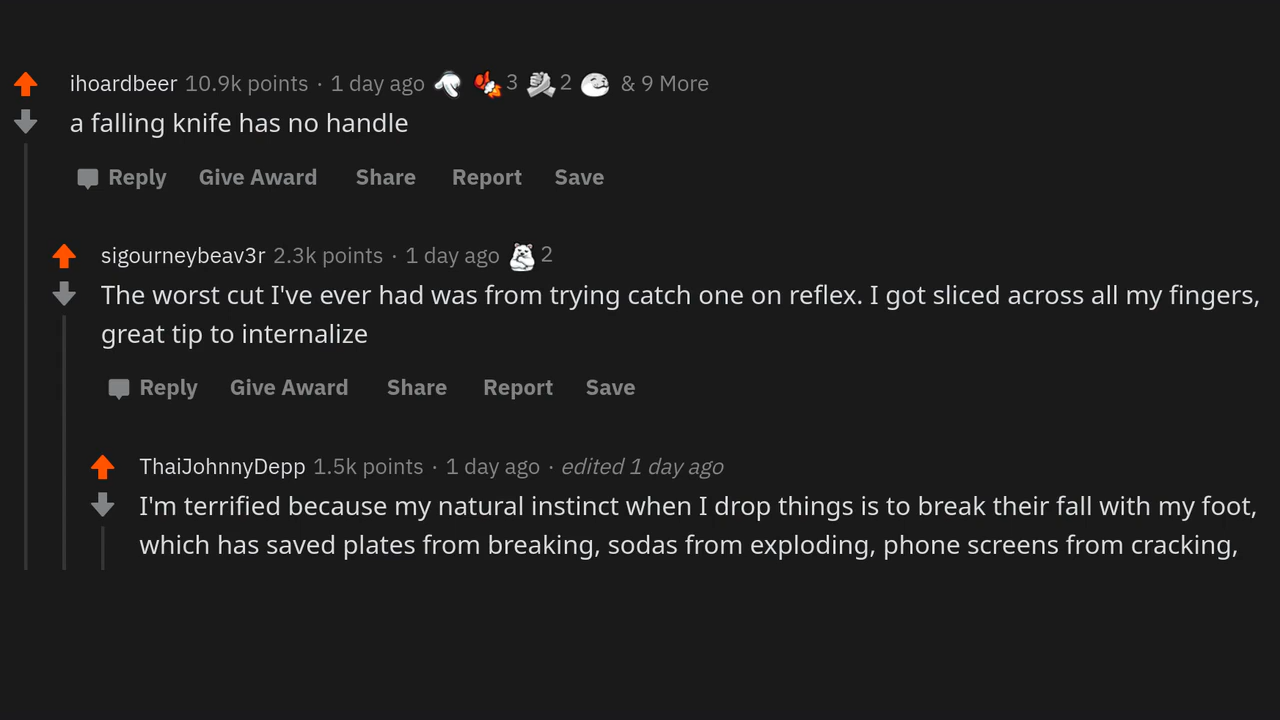 ihoardbeer 10.9k points · 1 day ago 3 2 & 9 More
a falling knife has no handle
Reply Give Award Share Report Save
sigourneybeav3r 2.3k points · 1 day ago 2
The worst cut I've ever had was from trying catch one on reflex. I got sliced across all my fingers,
great tip to internalize
Reply Give Award Share Report Save
ThaiJohnnyDepp 1.5k points · 1 day ago · edited 1 day ago
I'm terrified because my natural instinct when I drop things is to break their fall with my foot,
which has saved plates from breaking, sodas from exploding, phone screens from cracking,